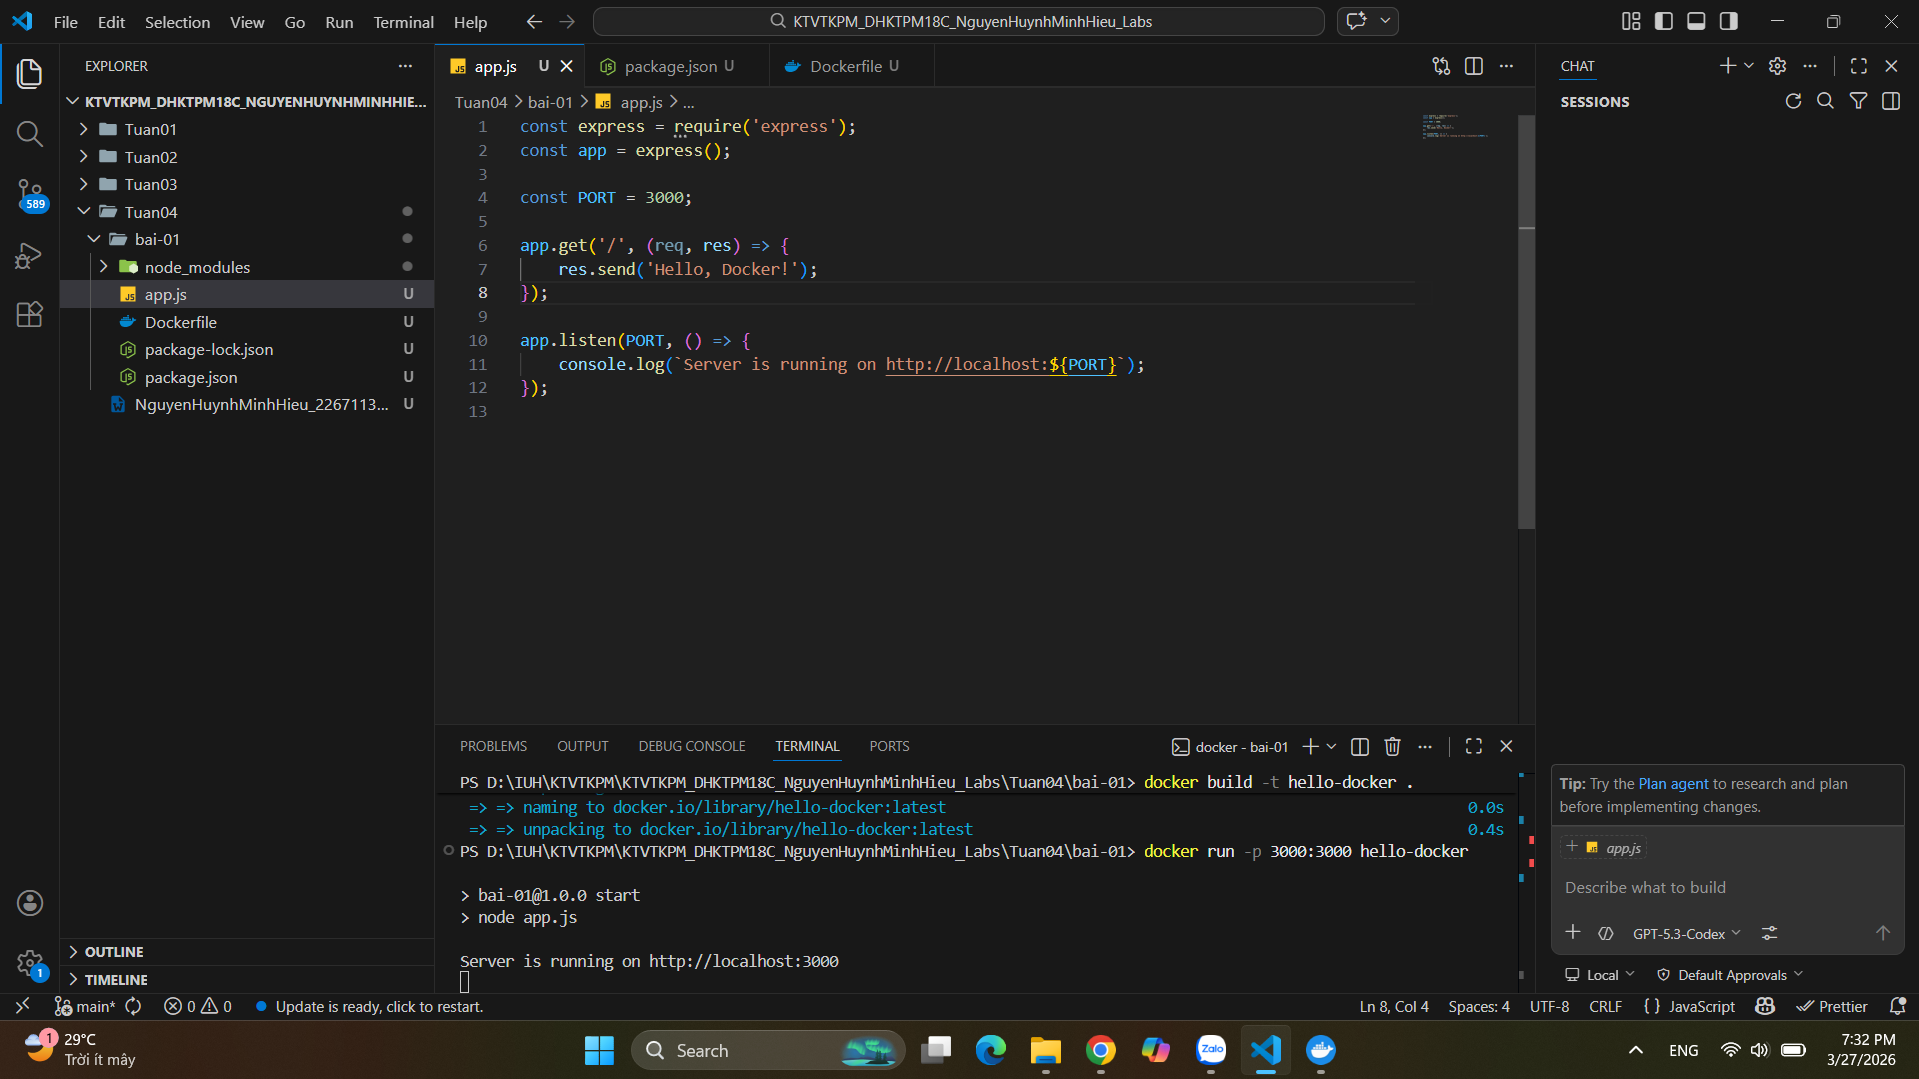 File Edit Selection View Go Run Terminal Help
KTVTKPM_DHKTPM18C_NguyenHuynhMinhHieu_Labs
EXPLORER
KTVTKPM_DHKTPM18C_NGUYENHUYNHMINHHIE...
Tuan01
Tuan02
Tuan03
Tuan04
bai-01
node_modules
app.js U
Dockerfile U
package-lock.json U
package.json U
NguyenHuynhMinhHieu_2267113... U
OUTLINE
TIMELINE
589
1
app.js U
package.json U
Dockerfile U
Tuan04 > bai-01 > app.js > ...
1 const express = require('express');
2 const app = express();
3
4 const PORT = 3000;
5
6 app.get('/', (req, res) => {
7 res.send('Hello, Docker!');
8 });
9
10 app.listen(PORT, () => {
11 console.log(`Server is running on http://localhost:${PORT}`);
12 });
13
PROBLEMS OUTPUT DEBUG CONSOLE TERMINAL PORTS
docker - bai-01
PS D:\IUH\KTVTKPM\KTVTKPM_DHKTPM18C_NguyenHuynhMinhHieu_Labs\Tuan04\bai-01> docker build -t hello-docker .
=> => naming to docker.io/library/hello-docker:latest 0.0s
=> => unpacking to docker.io/library/hello-docker:latest 0.4s
PS D:\IUH\KTVTKPM\KTVTKPM_DHKTPM18C_NguyenHuynhMinhHieu_Labs\Tuan04\bai-01> docker run -p 3000:3000 hello-docker
> bai-01@1.0.0 start
> node app.js
Server is running on http://localhost:3000
CHAT
SESSIONS
Tip: Try the Plan agent to research and plan
before implementing changes.
app.js
Describe what to build
GPT-5.3-Codex
Local Default Approvals
main* 0 0 Update is ready, click to restart.
Ln 8, Col 4 Spaces: 4 UTF-8 CRLF { } JavaScript Prettier
1
29°C
Trời ít mây
Search
Zalo
ENG
7:32 PM
3/27/2026